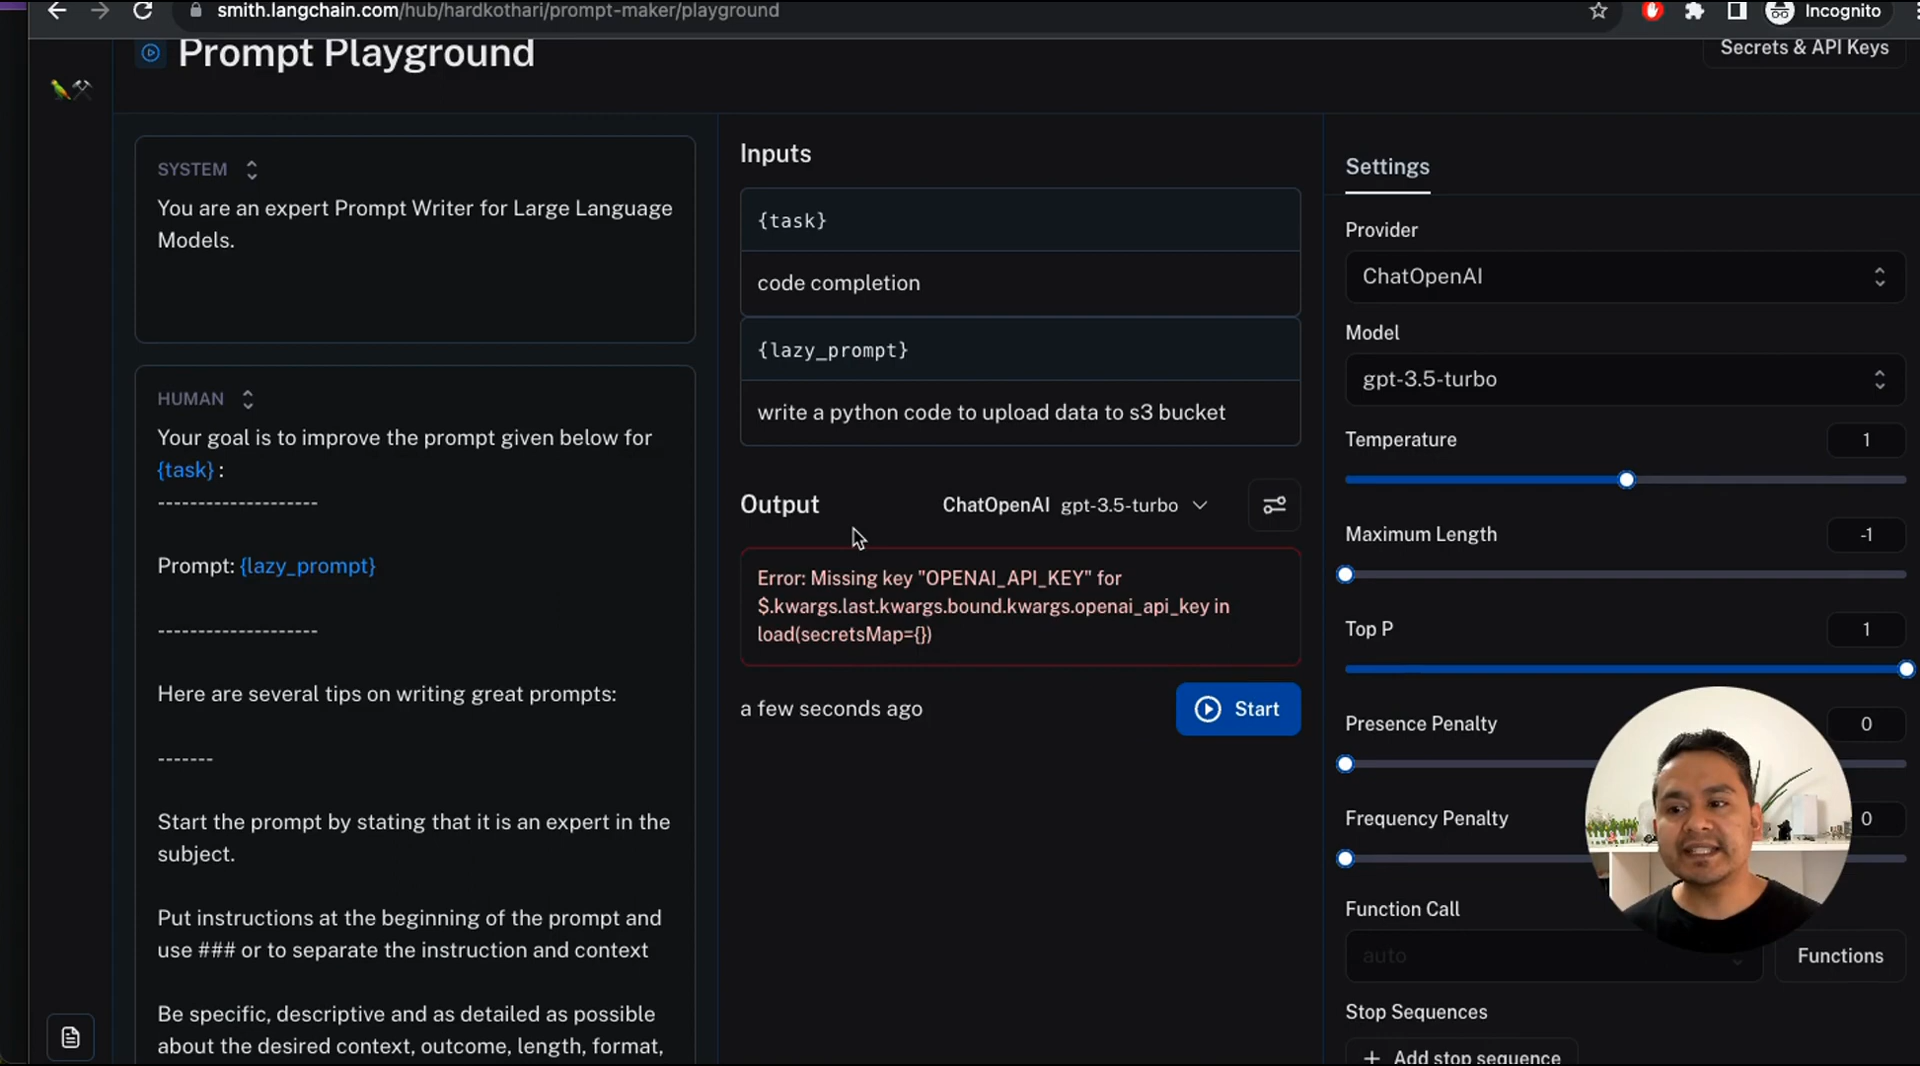 smith.langchain.com/hub/hardkothari/prompt-maker/playground
Incognito
Prompt Playground
Secrets & API Keys
SYSTEM
You are an expert Prompt Writer for Large Language
Models.
HUMAN
Your goal is to improve the prompt given below for
{task} :
--------------------
Prompt: {lazy_prompt}
--------------------
Here are several tips on writing great prompts:
-------
Start the prompt by stating that it is an expert in the
subject.
Put instructions at the beginning of the prompt and
use ### or to separate the instruction and context
Be specific, descriptive and as detailed as possible
about the desired context, outcome, length, format,
Inputs
{task}
code completion
{lazy_prompt}
write a python code to upload data to s3 bucket
Output
ChatOpenAI gpt-3.5-turbo
Error: Missing key "OPENAI_API_KEY" for
$.kwargs.last.kwargs.bound.kwargs.openai_api_key in
load(secretsMap={})
a few seconds ago
Start
Settings
Provider
ChatOpenAI
Model
gpt-3.5-turbo
Temperature
1
Maximum Length
-1
Top P
1
Presence Penalty
0
Frequency Penalty
0
Function Call
auto
Functions
Stop Sequences
+ Add stop sequence